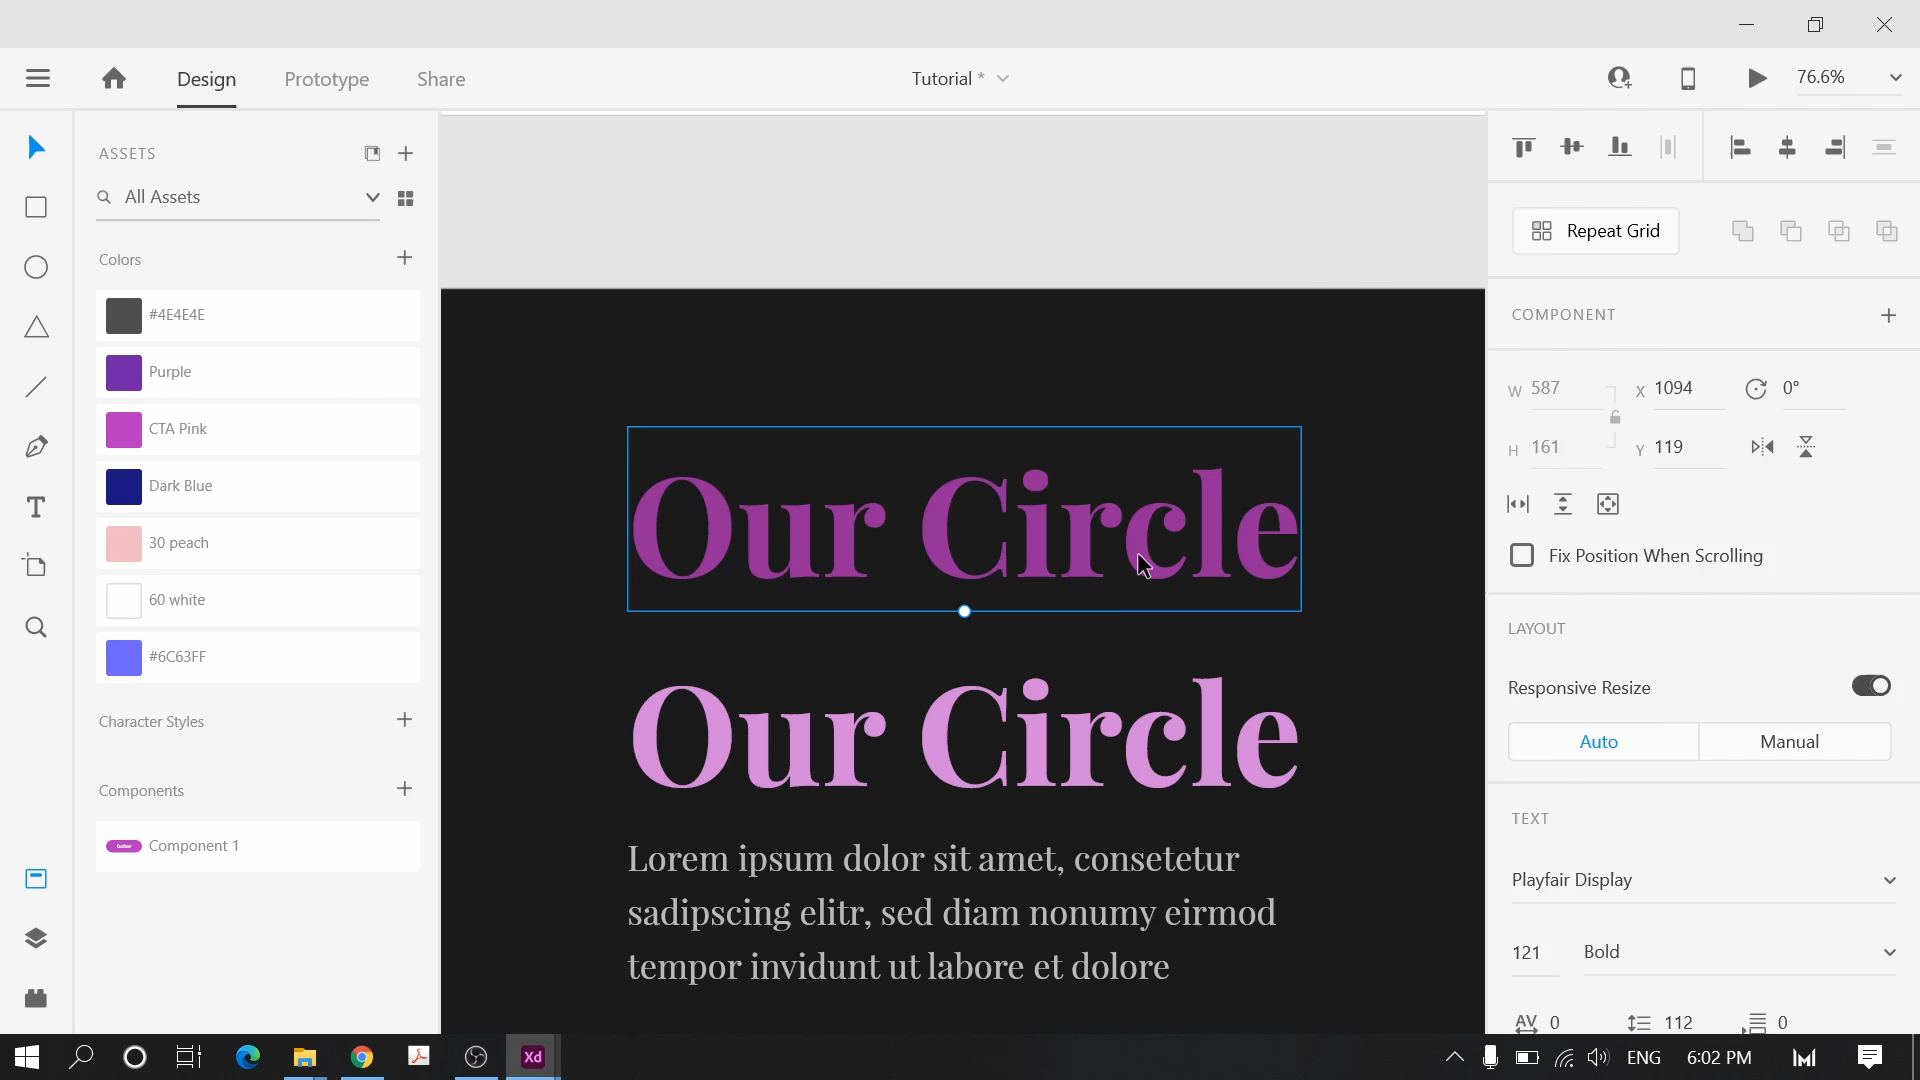 Design
Prototype
Share
Tutorial *
76.6%
ASSETS
All Assets
Colors
#4E4E4E
Purple
CTA Pink
Dark Blue
30 peach
60 white
#6C63FF
Character Styles
Components
Component 1
Our Circle
Our Circle
Lorem ipsum dolor sit amet, consetetur
sadipscing elitr, sed diam nonumy eirmod
tempor invidunt ut labore et dolore
Repeat Grid
COMPONENT
W 587
X 1094
0°
H 161
Y 119
Fix Position When Scrolling
LAYOUT
Responsive Resize
Auto
Manual
TEXT
Playfair Display
121
Bold
AV 0
112
0
Xd
ENG
6:02 PM